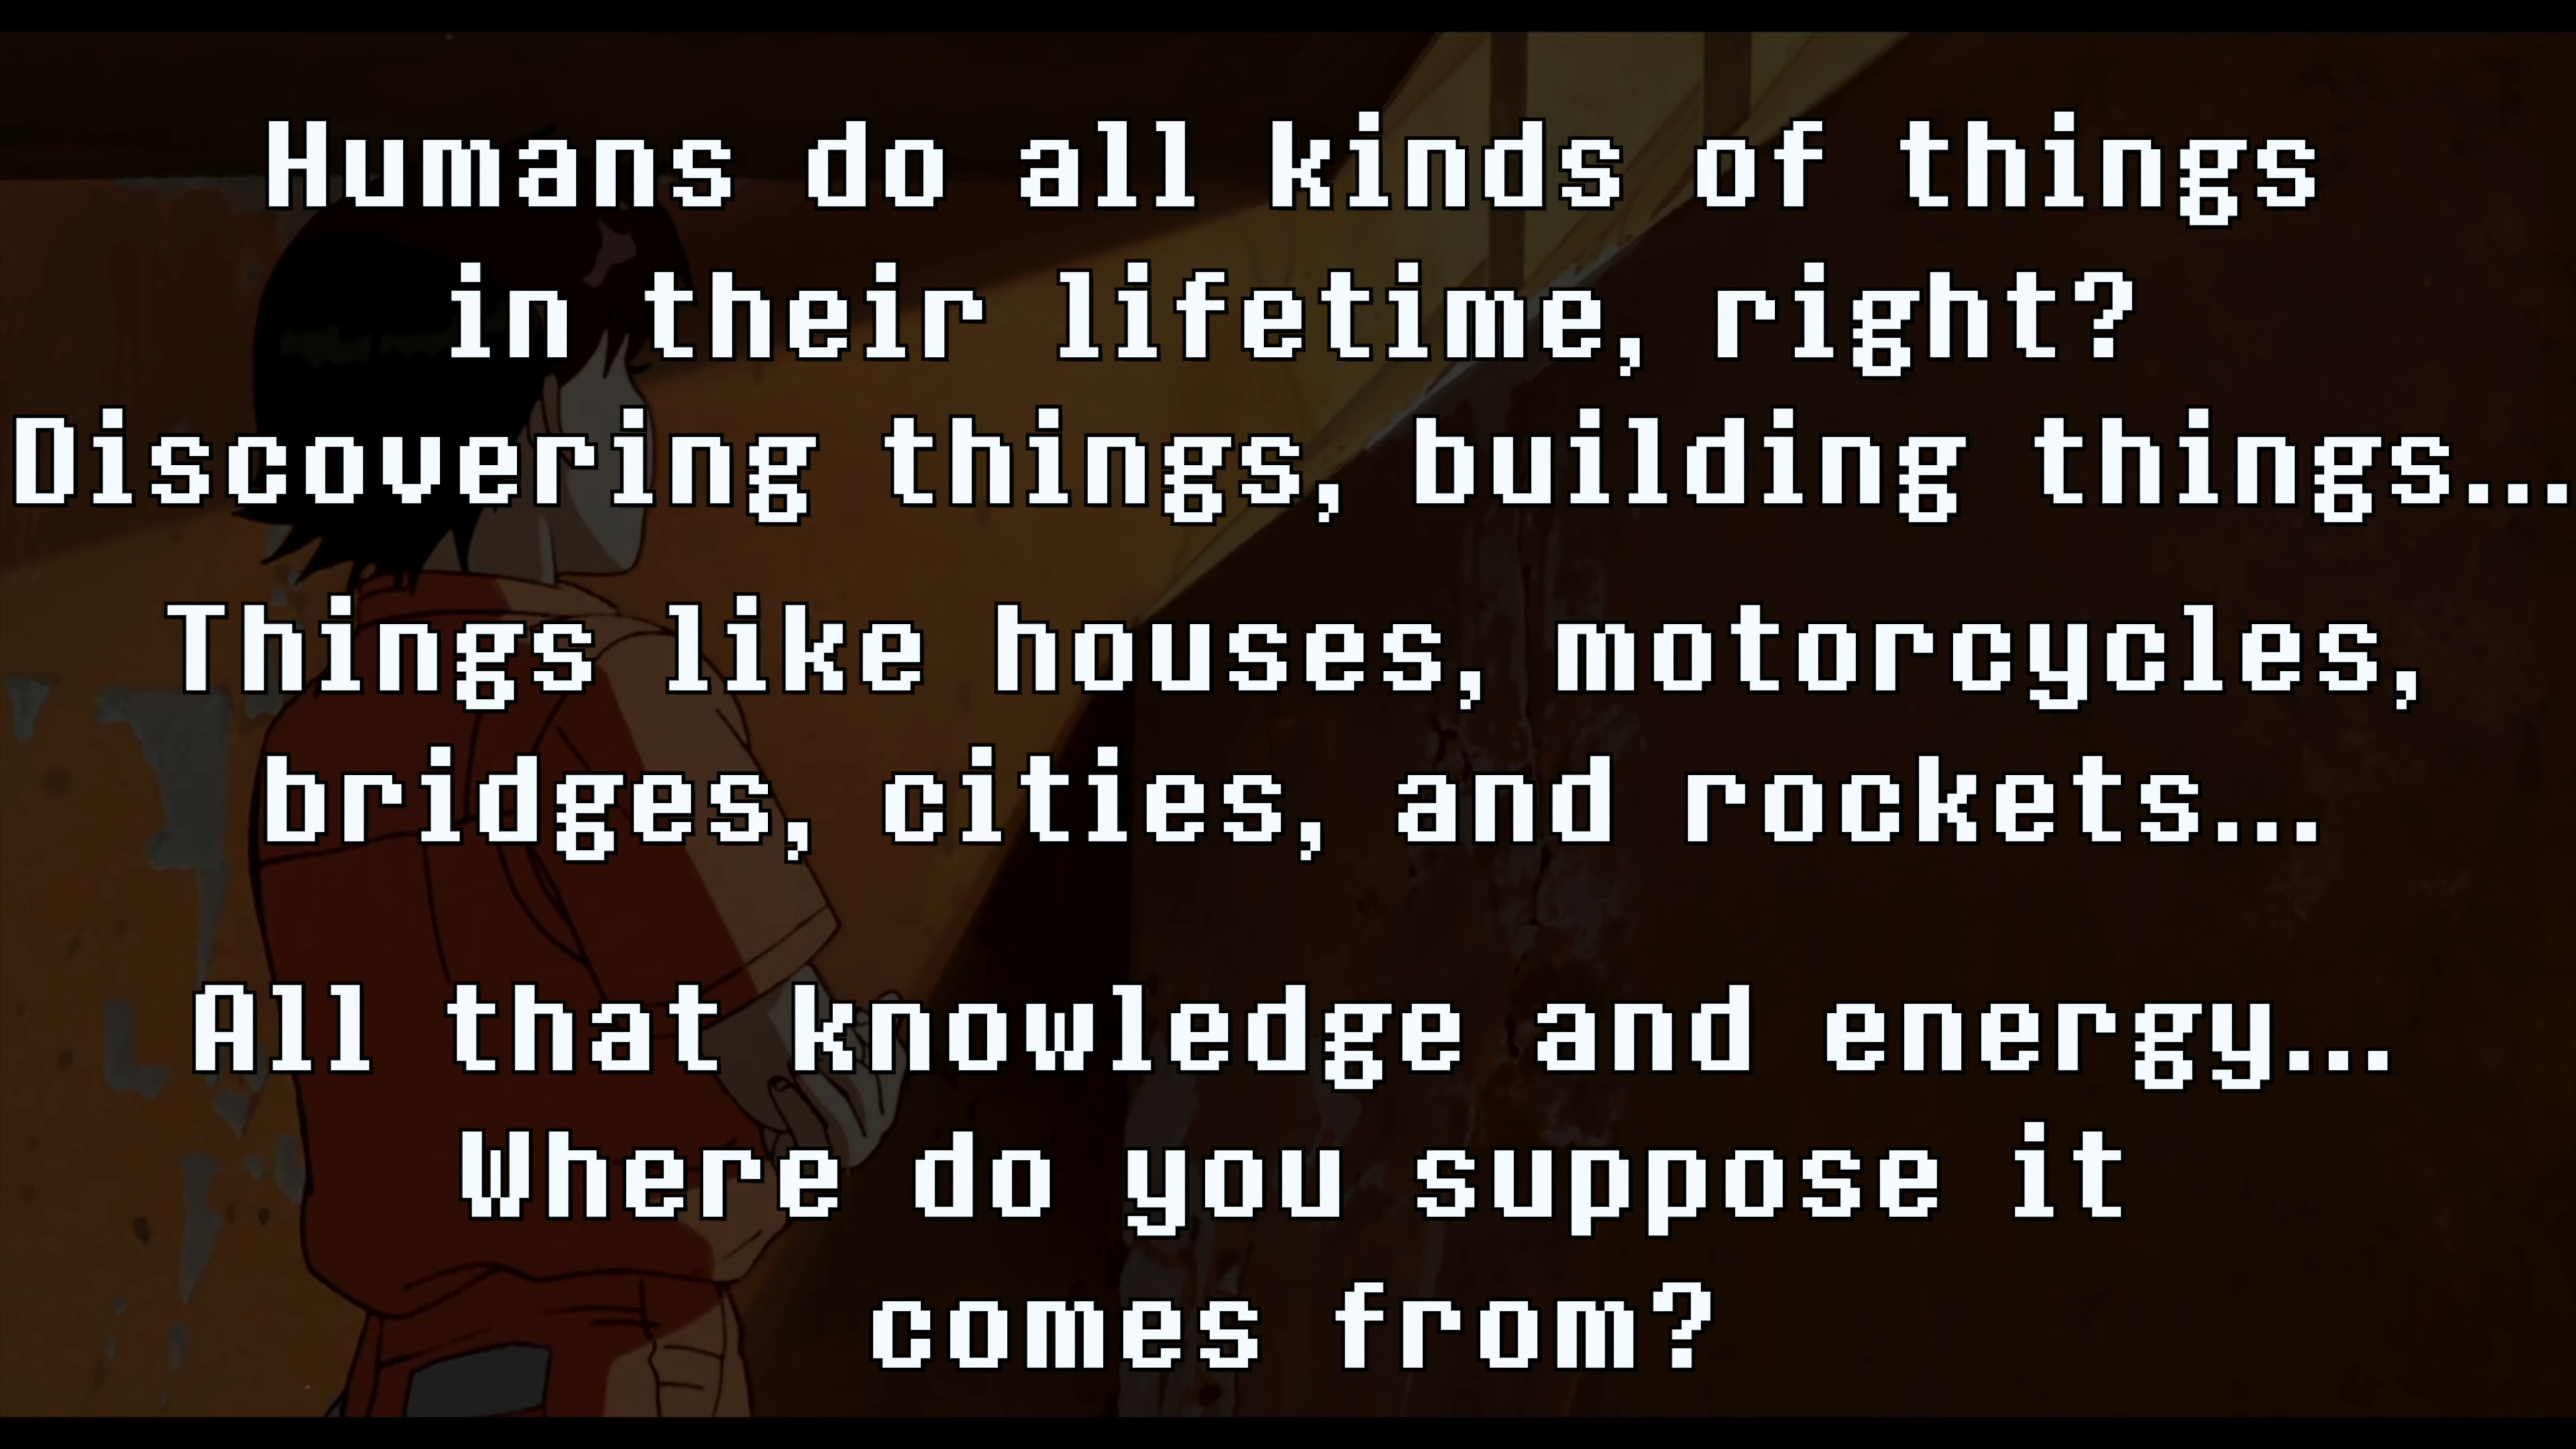 Humans do all kinds of things
in their lifetime, right?
Discovering things, building things...
Things like houses, motorcycles,
bridges, cities, and rockets...
All that knowledge and energy...
Where do you suppose it
comes from?